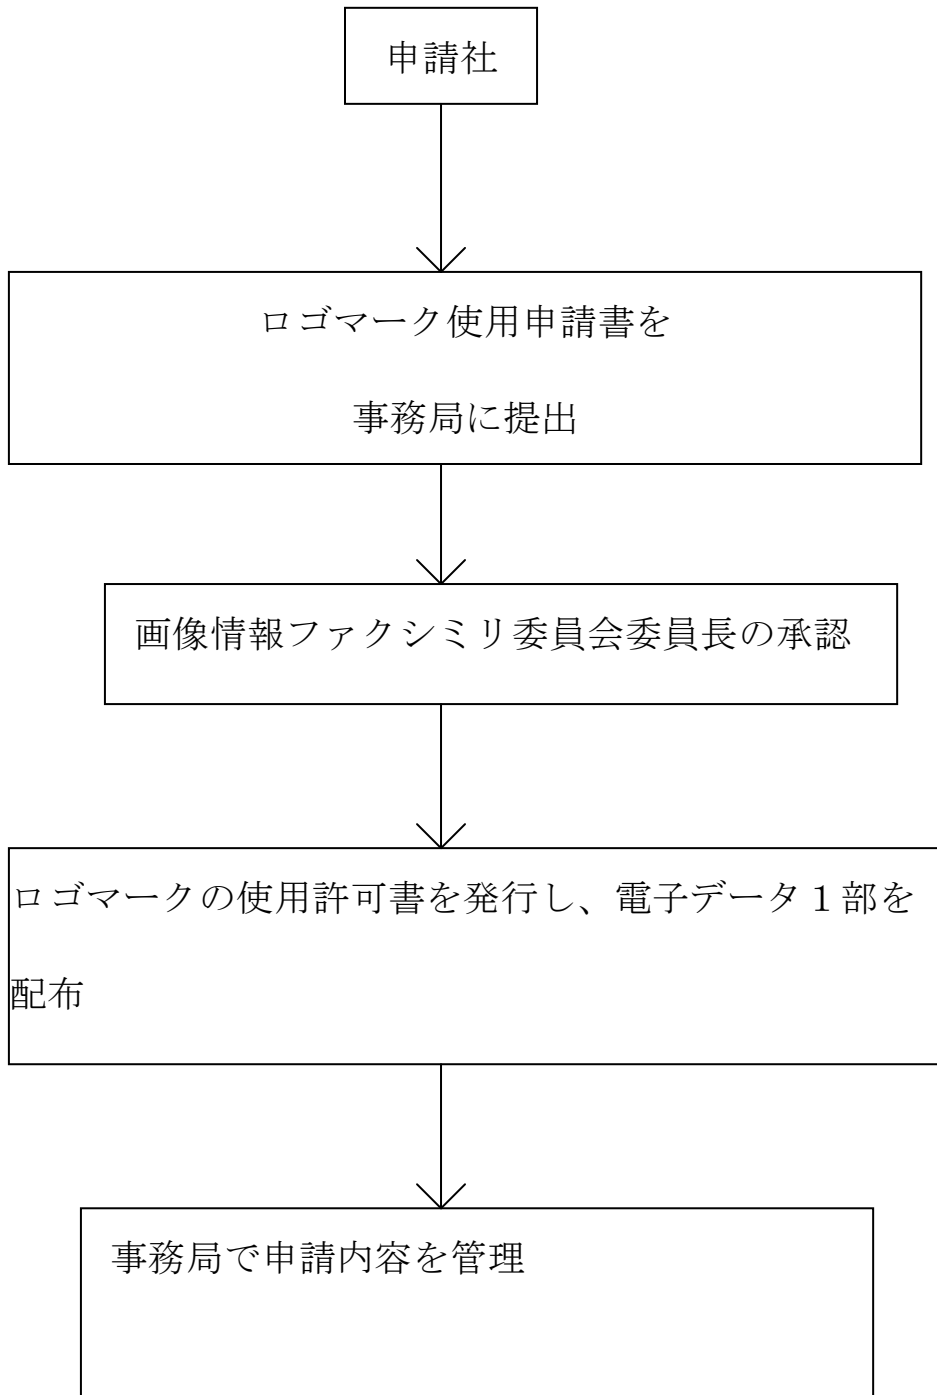 申請社
ロゴマーク使用申請書を
事務局に提出
画像情報ファクシミリ委員会委員長の承認
ロゴマークの使用許可書を発行し、電子データ１部を
配布
事務局で申請内容を管理